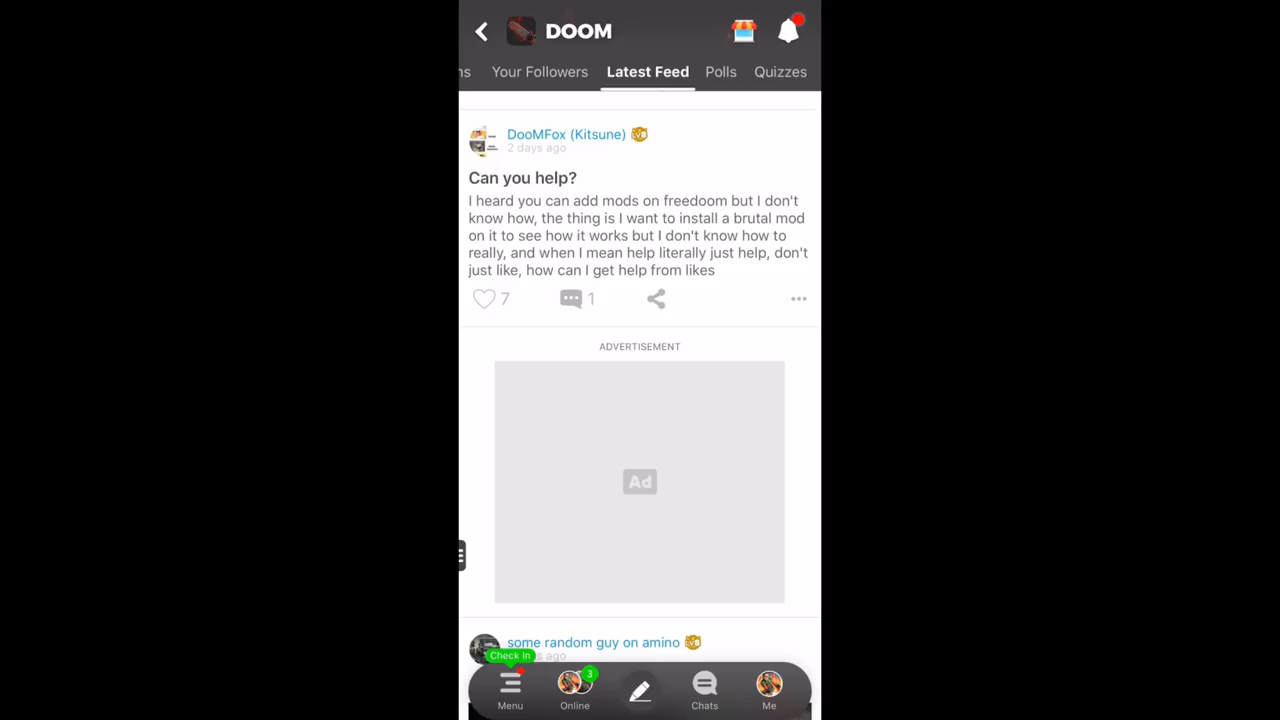 DOOM
ns Your Followers Latest Feed Polls Quizzes
DooMFox (Kitsune)
2 days ago
Can you help?
I heard you can add mods on freedoom but I don't
know how, the thing is I want to install a brutal mod
on it to see how it works but I don't know how to
really, and when I mean help literally just help, don't
just like, how can I get help from likes
7 1
ADVERTISEMENT
Ad
some random guy on amino
Check In
s ago
3
Menu Online Chats Me